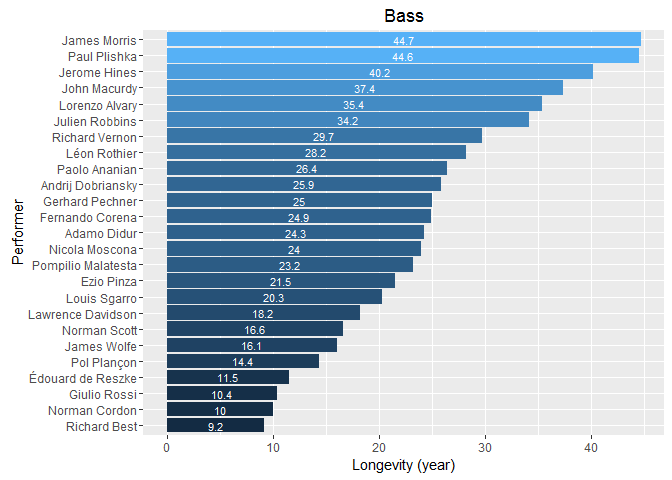 Bass
Performer
James Morris 44.7
Paul Plishka 44.6
Jerome Hines 40.2
John Macurdy 37.4
Lorenzo Alvary 35.4
Julien Robbins 34.2
Richard Vernon 29.7
Léon Rothier 28.2
Paolo Ananian 26.4
Andrij Dobriansky 25.9
Gerhard Pechner 25
Fernando Corena 24.9
Adamo Didur 24.3
Nicola Moscona 24
Pompilio Malatesta 23.2
Ezio Pinza 21.5
Louis Sgarro 20.3
Lawrence Davidson 18.2
Norman Scott 16.6
James Wolfe 16.1
Pol Plançon 14.4
Édouard de Reszke 11.5
Giulio Rossi 10.4
Norman Cordon 10
Richard Best 9.2
0 10 20 30 40
Longevity (year)